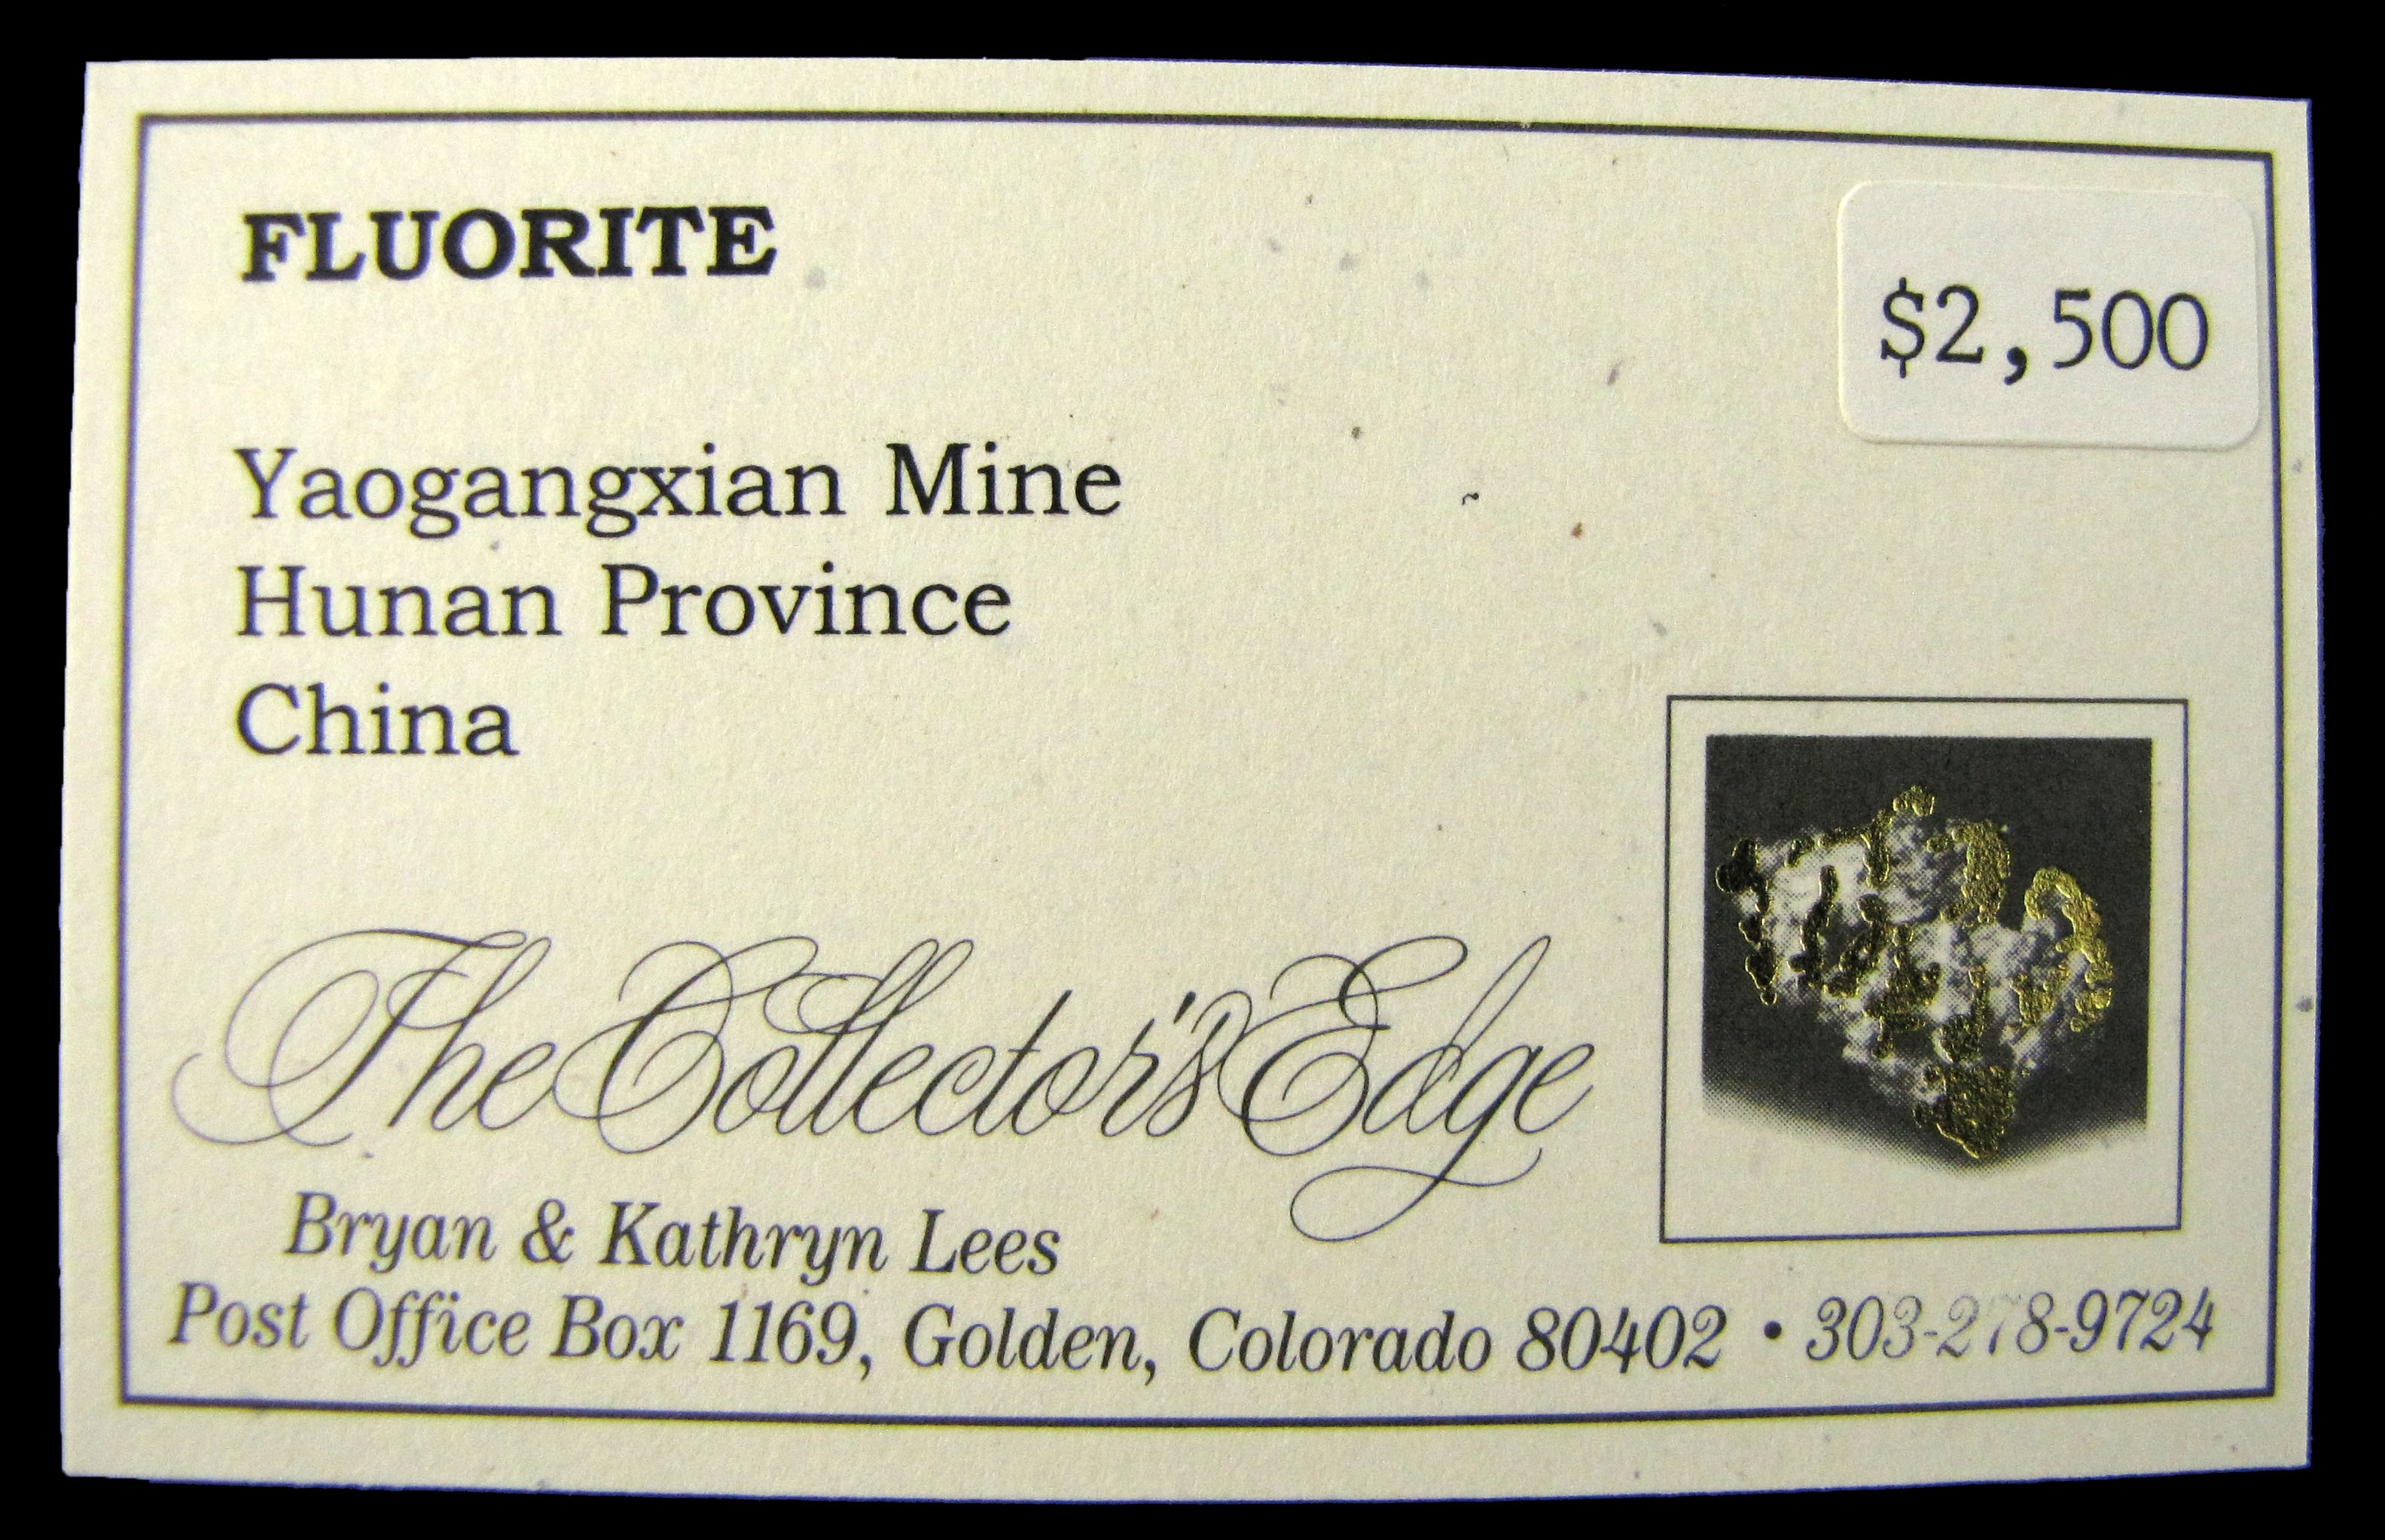 FLUORITE
$2,500
Yaogangxian Mine
Hunan Province
China
The Collector's Edge
Bryan & Kathryn Lees
Post Office Box 1169, Golden, Colorado 80402 • 303-278-9724